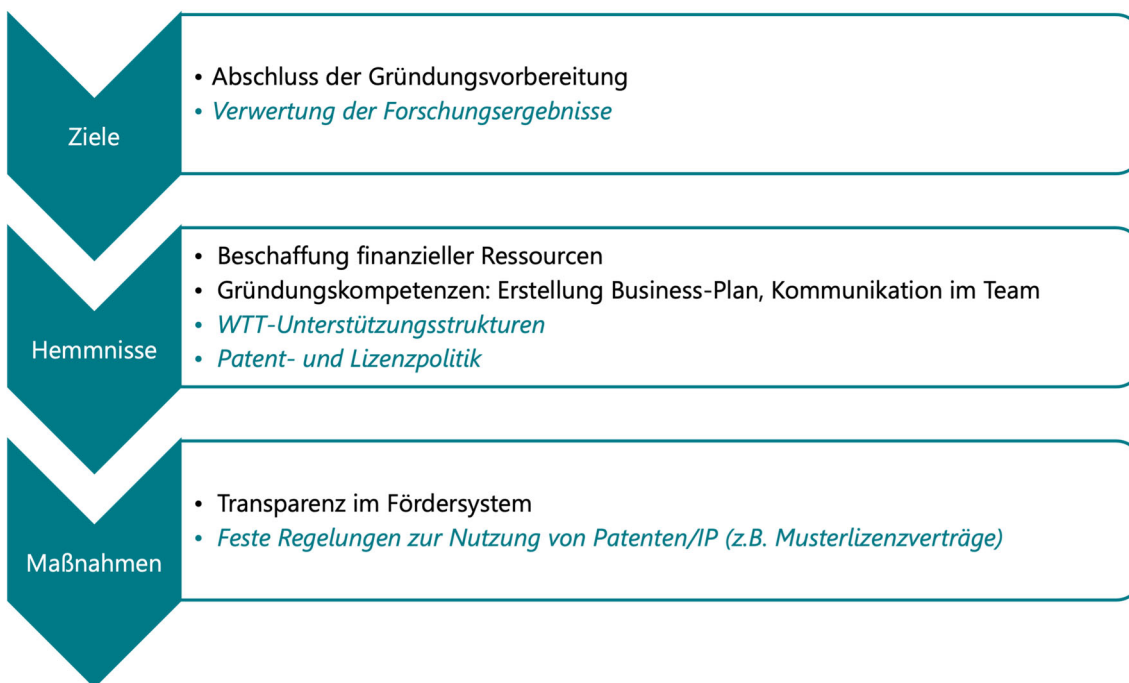 Ziele
• Abschluss der Gründungsvorbereitung
• Verwertung der Forschungsergebnisse
Hemmnisse
• Beschaffung finanzieller Ressourcen
• Gründungskompetenzen: Erstellung Business-Plan, Kommunikation im Team
• WTT-Unterstützungsstrukturen
• Patent- und Lizenzpolitik
Maßnahmen
• Transparenz im Fördersystem
• Feste Regelungen zur Nutzung von Patenten/IP (z.B. Musterlizenzverträge)